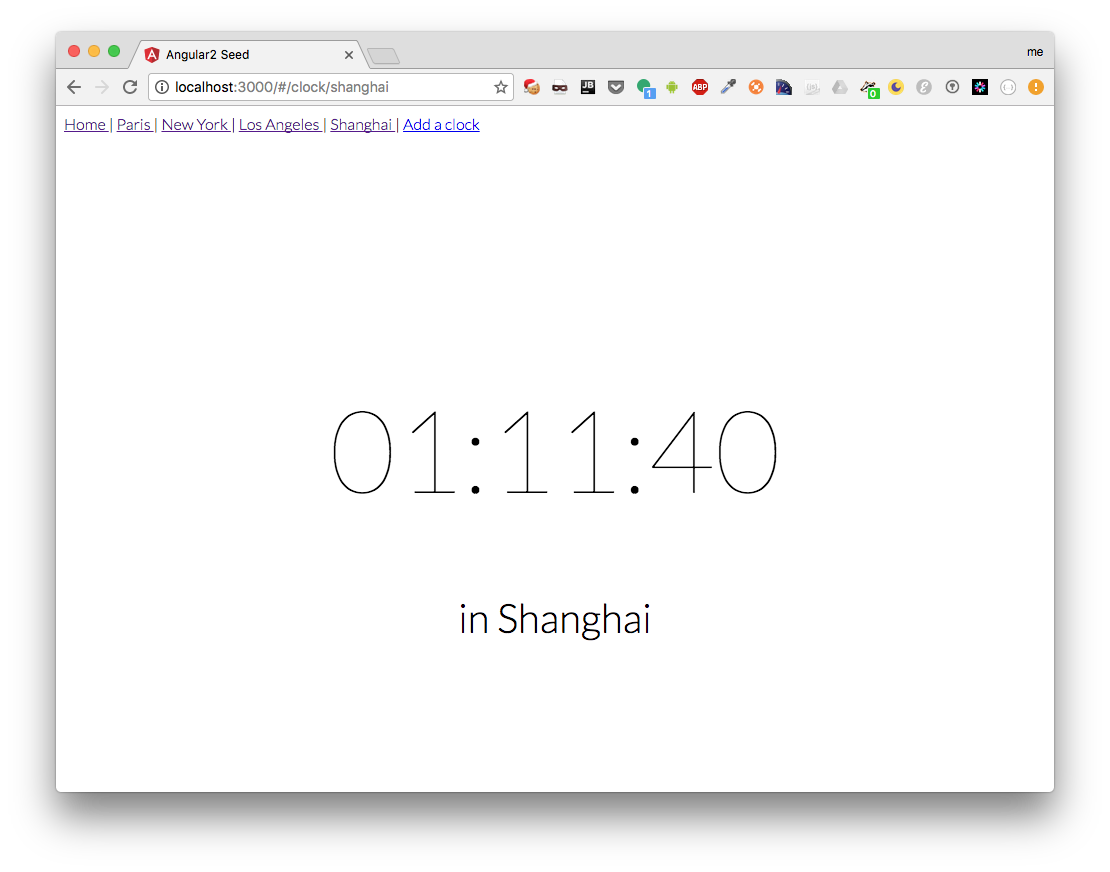 Angular2 Seed
me
localhost:3000/#/clock/shanghai
JB 1 ABP 0
Home | Paris | New York | Los Angeles | Shanghai | Add a clock
01:11:40
in Shanghai